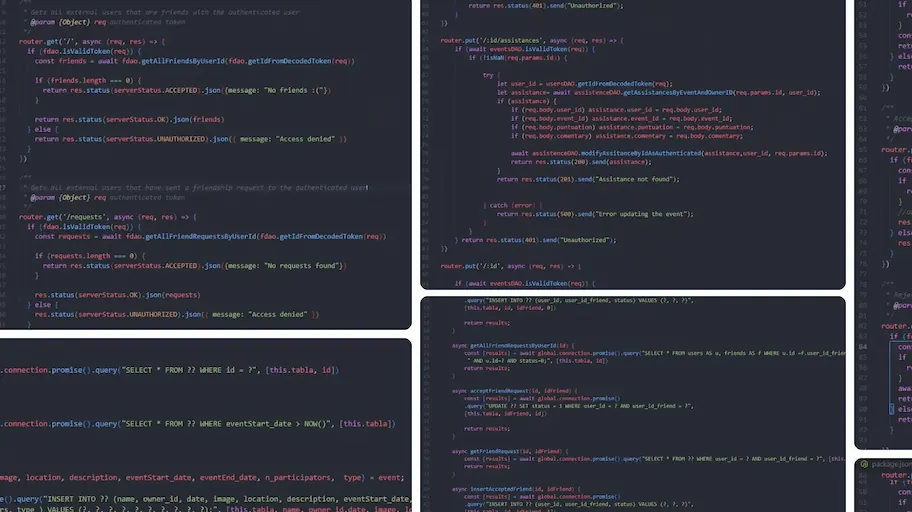 * Gets all external users that are friends with the authenticated user
* @param {Object} req authenticated token
*/
router.get('/', async (req, res) => {
if (fdao.isValidToken(req)) {
const friends = await fdao.getAllFriendsByUserId(fdao.getIdFromDecodedToken(req))
if (friends.length === 0) {
return res.status(serverStatus.ACCEPTED).json({message: "No friends :("})
}
return res.status(serverStatus.OK).json(friends)
} else {
return res.status(serverStatus.UNAUTHORIZED).json({ message: "Access denied" })
}
})
/**
* Gets all external users that have sent a friendship request to the authenticated user
* @param {Object} req authenticated token
router.get('/requests', async (req, res) => {
if (fdao.isValidToken(req)) {
const requests = await fdao.getAllFriendRequestsByUserId(fdao.getIdFromDecodedToken(req))
if (requests.length === 0) {
return res.status(serverStatus.ACCEPTED).json({message: "No requests found"})
}
res.status(serverStatus.OK).json(requests)
} else {
res.status(serverStatus.UNAUTHORIZED).json({ message: "Access denied" })
}
.connection.promise().query("SELECT * FROM ?? WHERE id = ?", [this.tabla, id])
.connection.promise().query("SELECT * FROM ?? WHERE eventStart_date > NOW()", [this.tabla])
mage, location, description, eventStart_date, eventEnd_date, n_participators, type} = event;
e().query("INSERT INTO ?? (name, owner_id, date, image, location, description, eventStart_date,
return res.status(401).send("Unauthorized");
})
router.put('/:id/assistances', async (req, res) => {
if (await eventsDAO.isValidToken(req)) {
if (!isNaN(req.params.id)) {
try {
let user_id = usersDAO.getIdFromDecodedToken(req);
let assistance= await assistenceDAO.getAssistancesByEventAndOwnerID(req.params.id, user_id);
if (assistance) {
if (req.body.user_id) assistance.user_id = req.body.user_id;
if (req.body.event_id) assistance.event_id = req.body.event_id;
if (req.body.puntuation) assistance.puntuation = req.body.puntuation;
if (req.body.comentary) assistance.comentary = req.body.comentary;
await assistenceDAO.modifyAssitanceByIdAsAuthenticated(assistance,user_id, req.params.id);
return res.status(200).send(assistance);
}
return res.status(201).send("Assistance not found");
} catch (error) {
return res.status(500).send("Error updating the event");
}
}
} return res.status(401).send("Unauthorized");
})
router.put('/:id', async (req, res) => {
if (await eventsDAO.isValidToken(req)) {
.query("INSERT INTO ?? (user_id, user_id_friend, status) VALUES (?, ?, ?)",
[this.tabla, id, idFriend, 0])
return results;
}
async getAllFriendRequestsByUserId(id) {
const [results] = await global.connection.promise().query("SELECT * FROM users AS u, friends AS f WHERE u.id =f.user_id_frien
" AND u.id=? AND status=0;", [this.tabla, id])
return results;
}
async acceptFriendRequest(id, idFriend) {
const [results] = await global.connection.promise()
.query("UPDATE ?? SET status = 1 WHERE user_id = ? AND user_id_friend = ?",
[this.tabla, idFriend, id])
return results;
}
async getFriendRequest(id, idFriend) {
const [results] = await global.connection.promise().query("SELECT * FROM ?? WHERE user_id = ? AND user_id_friend = ?", [this.
return results;
}
async insertAcceptedFriend(id, idFriend) {
const [results] = await global.connection.promise()
.query("INSERT INTO ?? (user_id, user_id_friend, status) VALUES (?, ?, ?)",
} else
ret
}
})
/**
* Acce
* @para
router.
if (f
con
if
} else
ret
}
})
/**
* Reje
* @para
router.
if (f
con
if
r
}
awa
ret
} else
ret
}
package.json